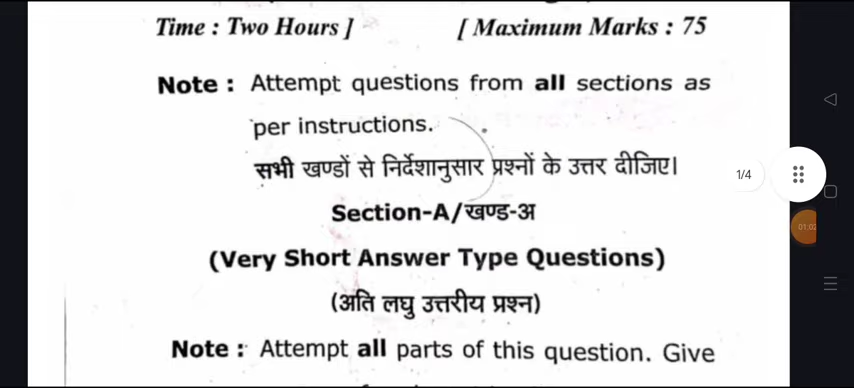 Time : Two Hours ] [ Maximum Marks : 75
Note : Attempt questions from all sections as
per instructions.
सभी खण्डों से निर्देशानुसार प्रश्नों के उत्तर दीजिए।
1/4
Section-A/खण्ड-अ
01:02
(Very Short Answer Type Questions)
(अति लघु उत्तरीय प्रश्न)
Note : Attempt all parts of this question. Give